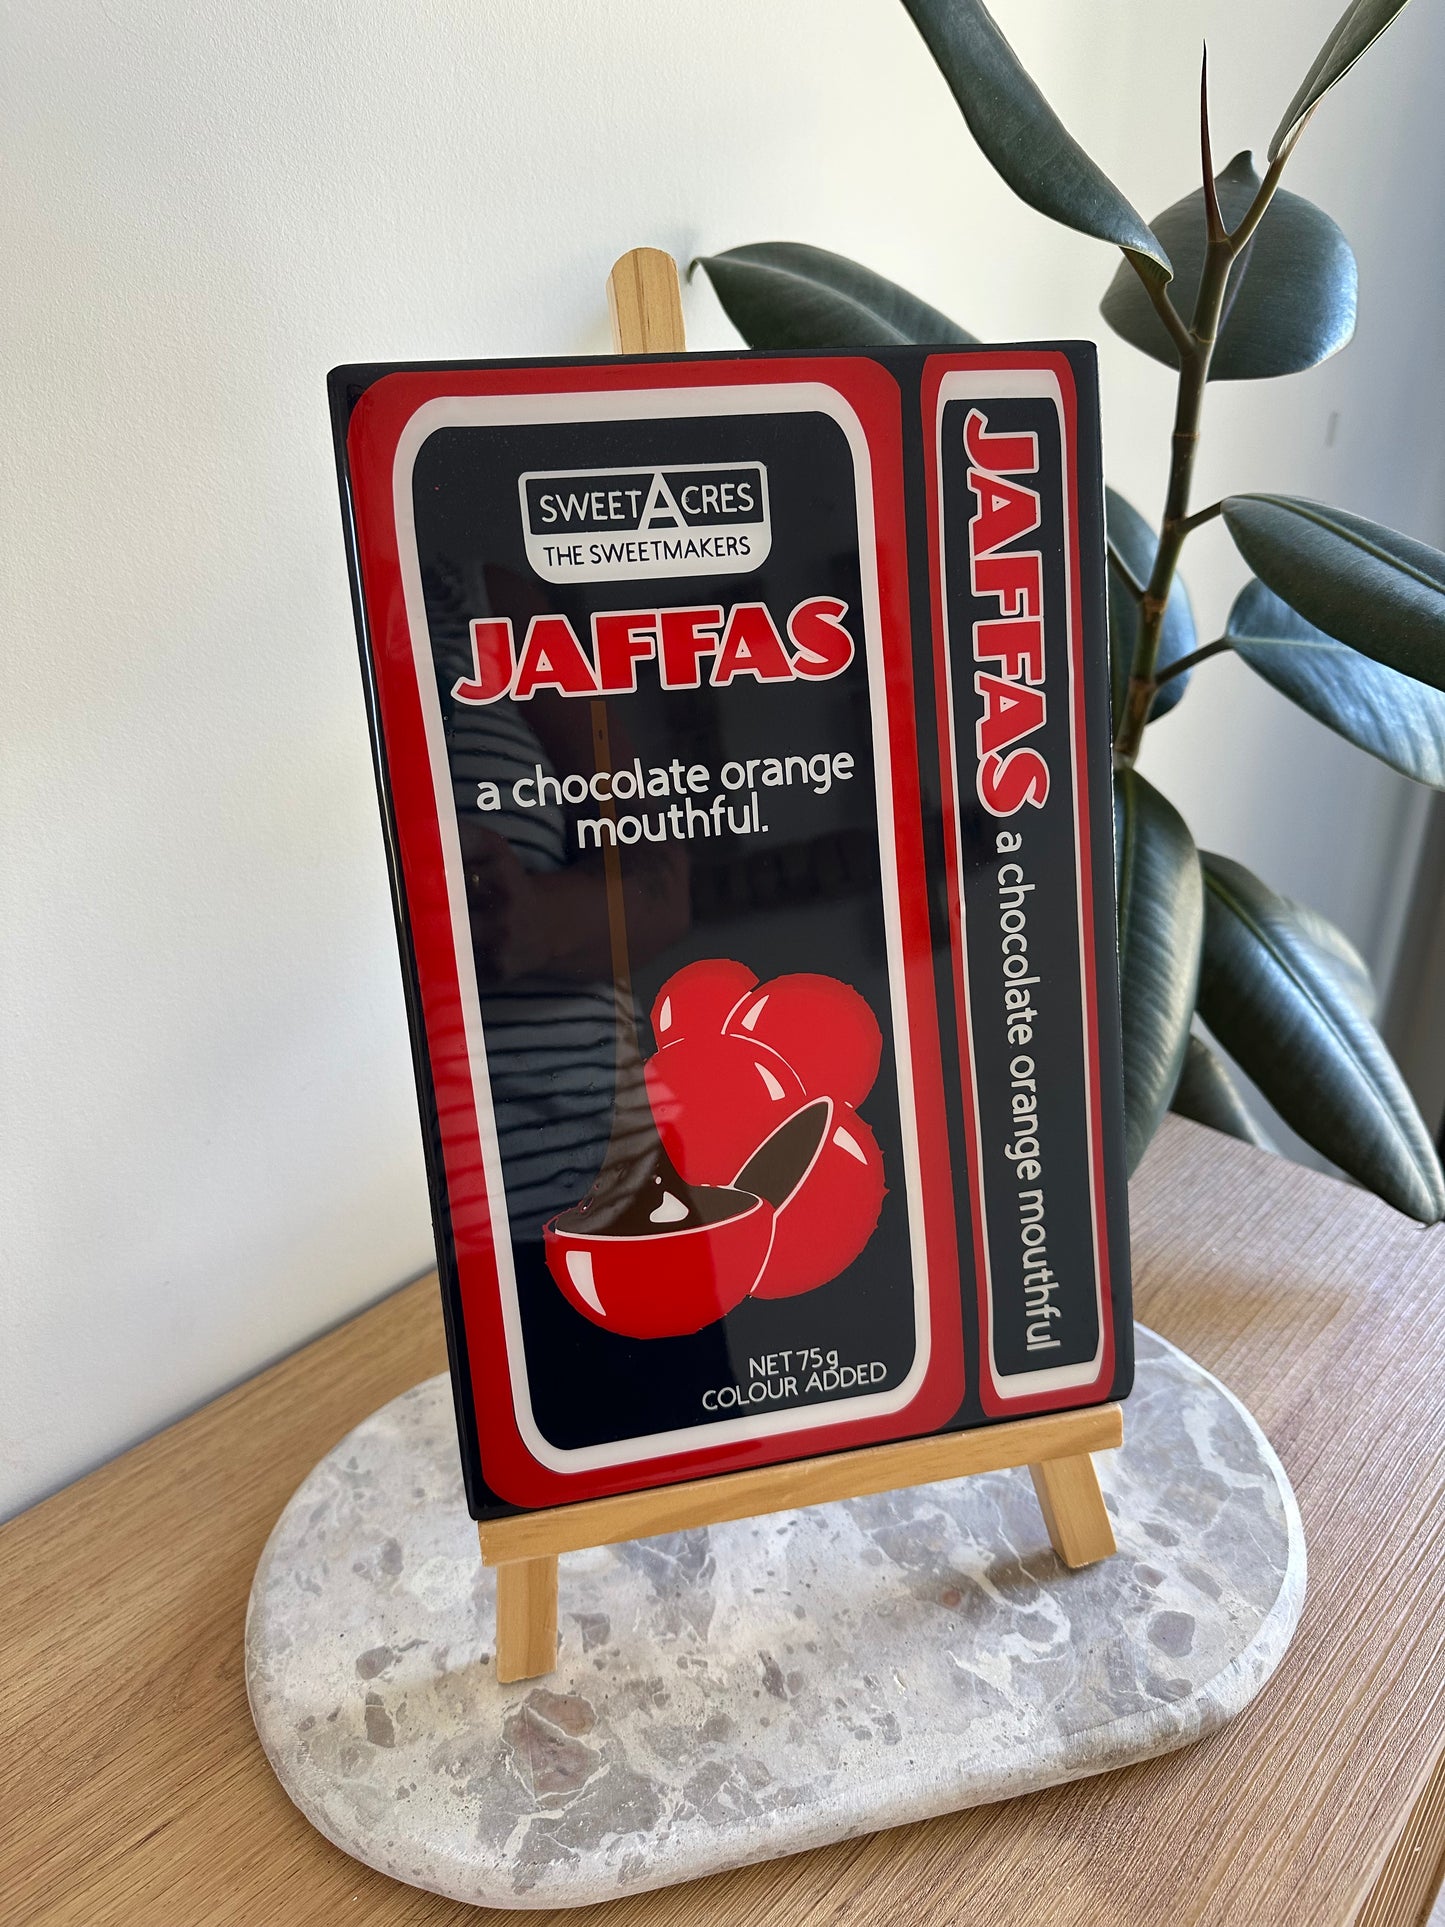 SWEETACRES
THE SWEETMAKERS
JAFFAS
a chocolate orange
mouthful.
NET 75g
COLOUR ADDED
JAFFAS a chocolate orange mouthful